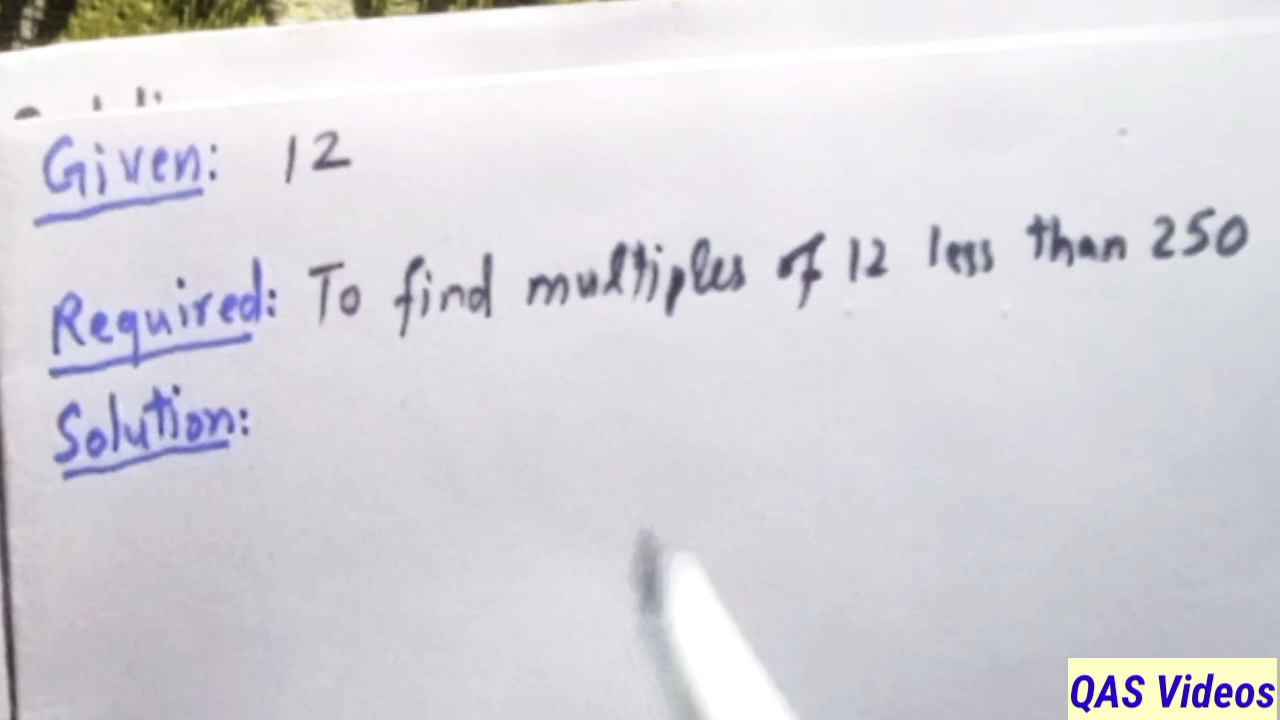 Given: 12
Required: To find multiples of 12 less than 250
Solution:
QAS Videos